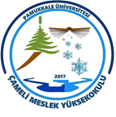 PAMUKKALE ÜNİVERSİTESİ
2017
ÇAMELİ MESLEK YÜKSEKOKULU